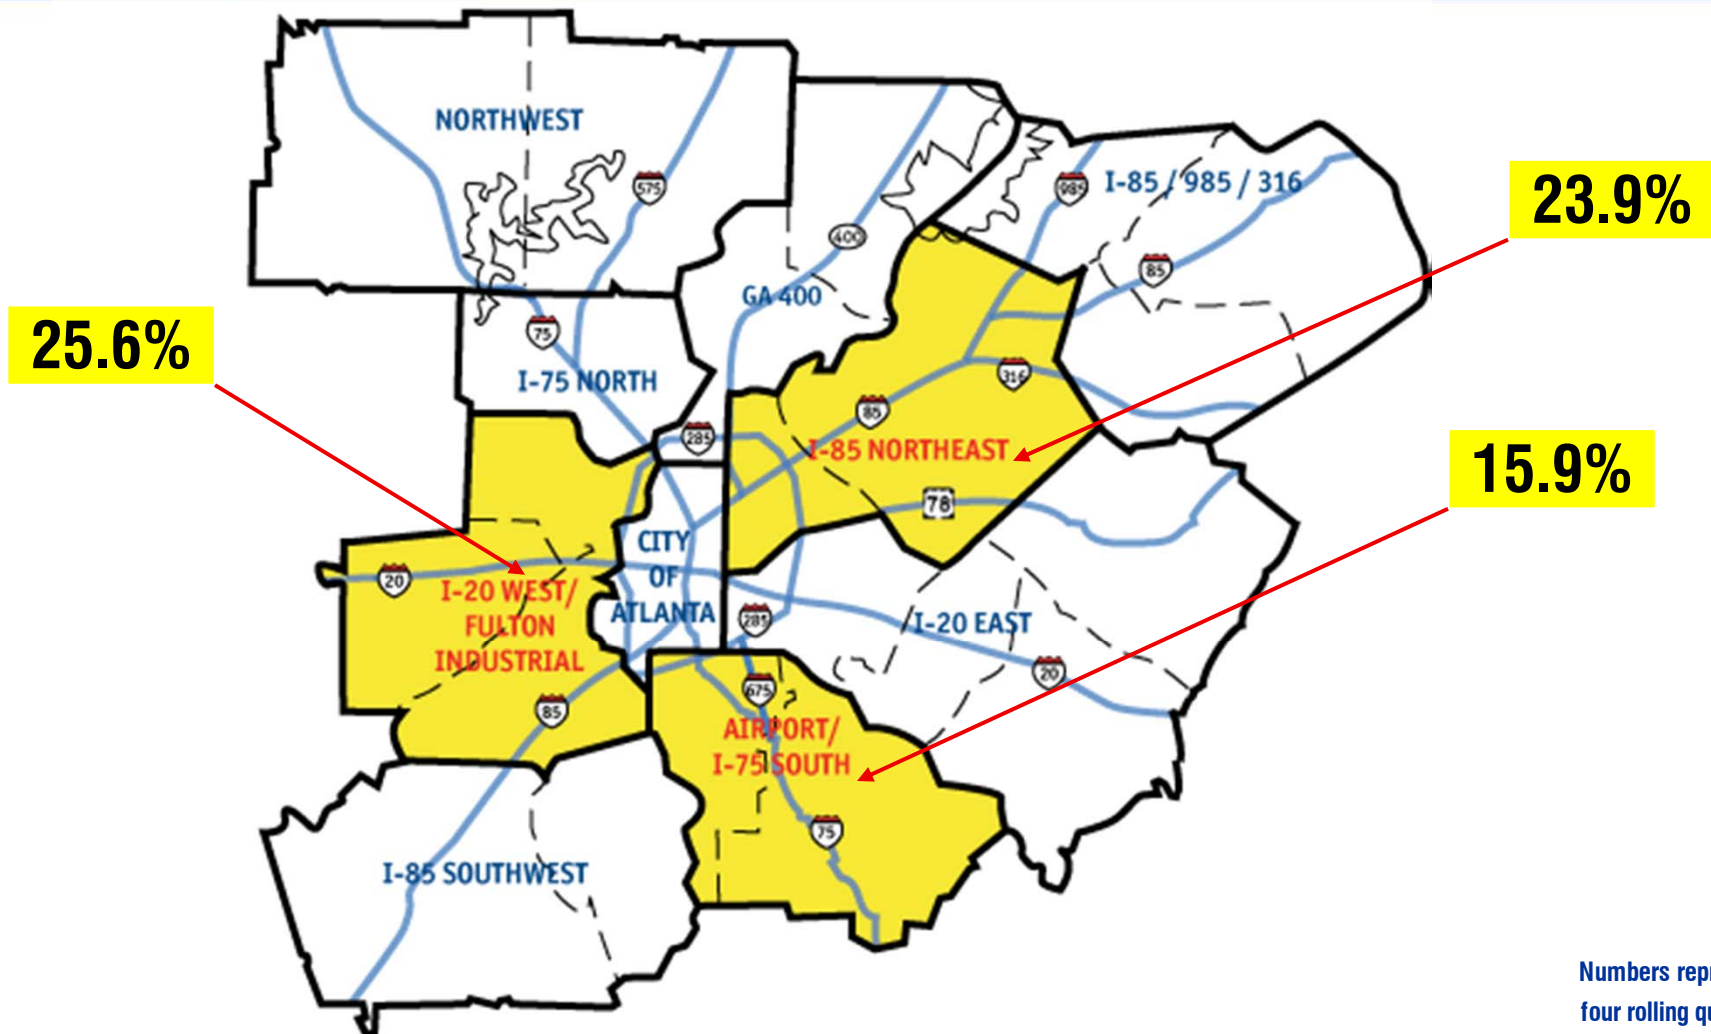 NORTHWEST
575
985
I-85 / 985 / 316
23.9%
400
85
GA 400
25.6%
75
I-75 NORTH
316
85
285
I-85 NORTHEAST
15.9%
78
CITY
OF
ATLANTA
20
I-20 WEST/
FULTON
INDUSTRIAL
285
I-20 EAST
20
675
85
AIRPORT/
I-75 SOUTH
75
I-85 SOUTHWEST
Numbers
four rolling